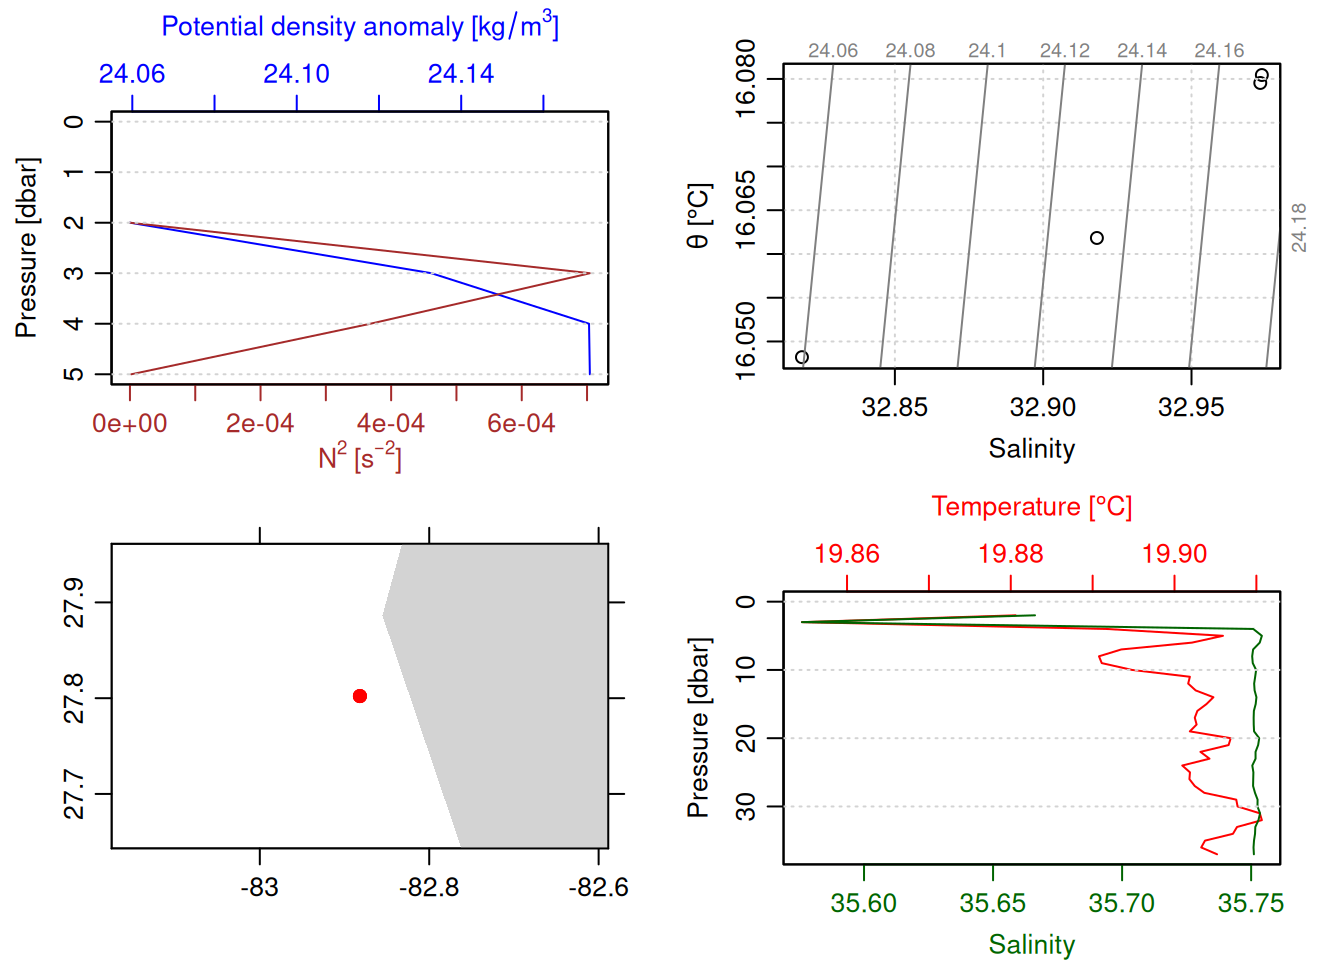 Potential density anomaly [kg/m³]
24.06 24.10 24.14
0
1
2
3
4
5
Pressure [dbar]
0e+00 2e-04 4e-04 6e-04
N² [s⁻²]
24.06 24.08 24.1 24.12 24.14 24.16
24.18
16.080
16.065
16.050
θ [°C]
32.85 32.90 32.95
Salinity
27.9
27.8
27.7
-83 -82.8 -82.6
Temperature [°C]
19.86 19.88 19.90
0
10
20
30
Pressure [dbar]
35.60 35.65 35.70 35.75
Salinity